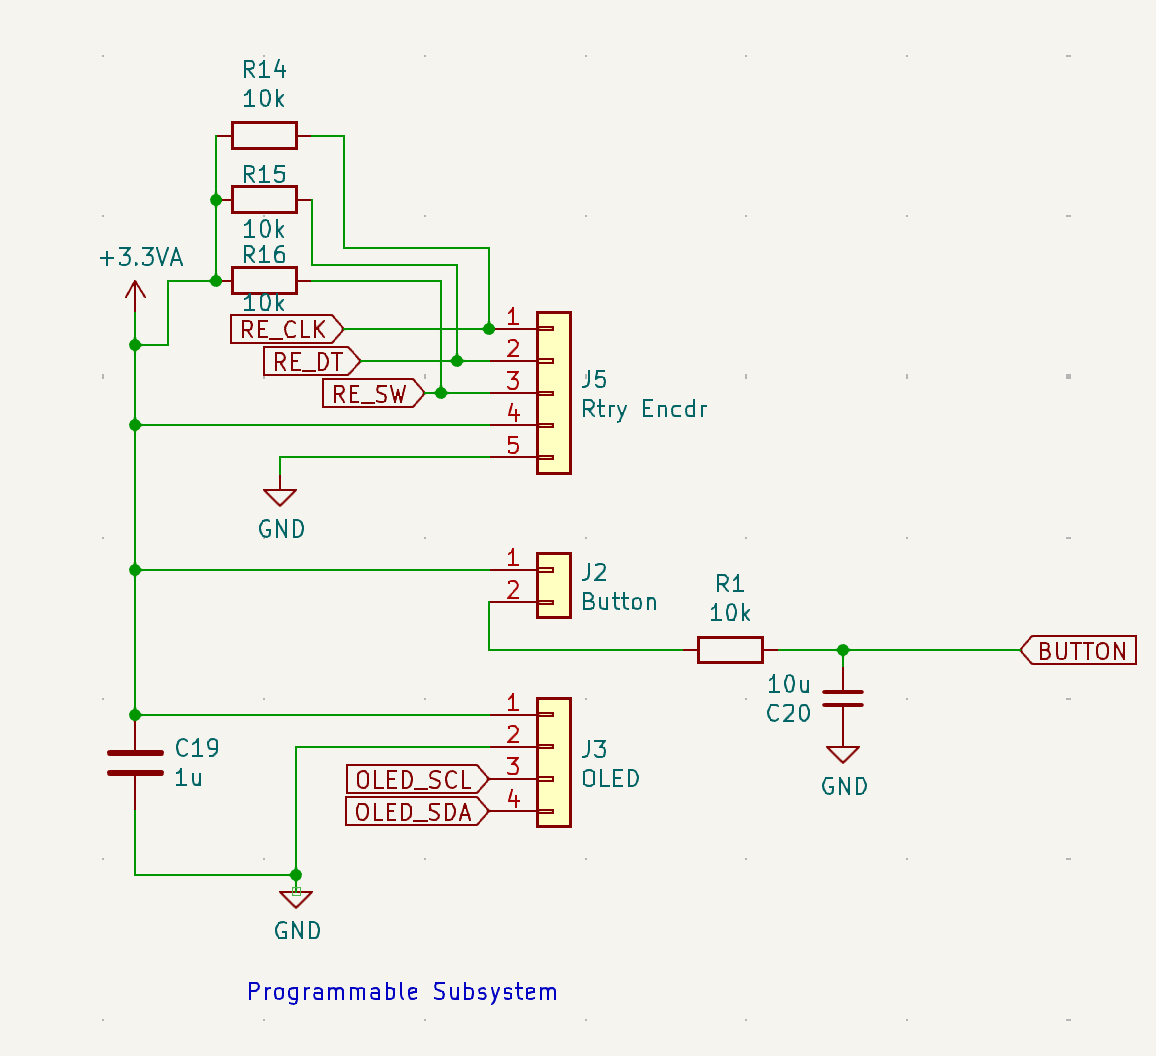 R14
10k
R15
10k
R16
10k
+3.3VA
RE_CLK
RE_DT
RE_SW
1
2
3
4
5
J5
Rtry Encdr
GND
1
2
J2
Button
R1
10k
BUTTON
10u
C20
GND
1
2
3
4
J3
OLED
OLED_SCL
OLED_SDA
C19
1u
GND
Programmable Subsystem